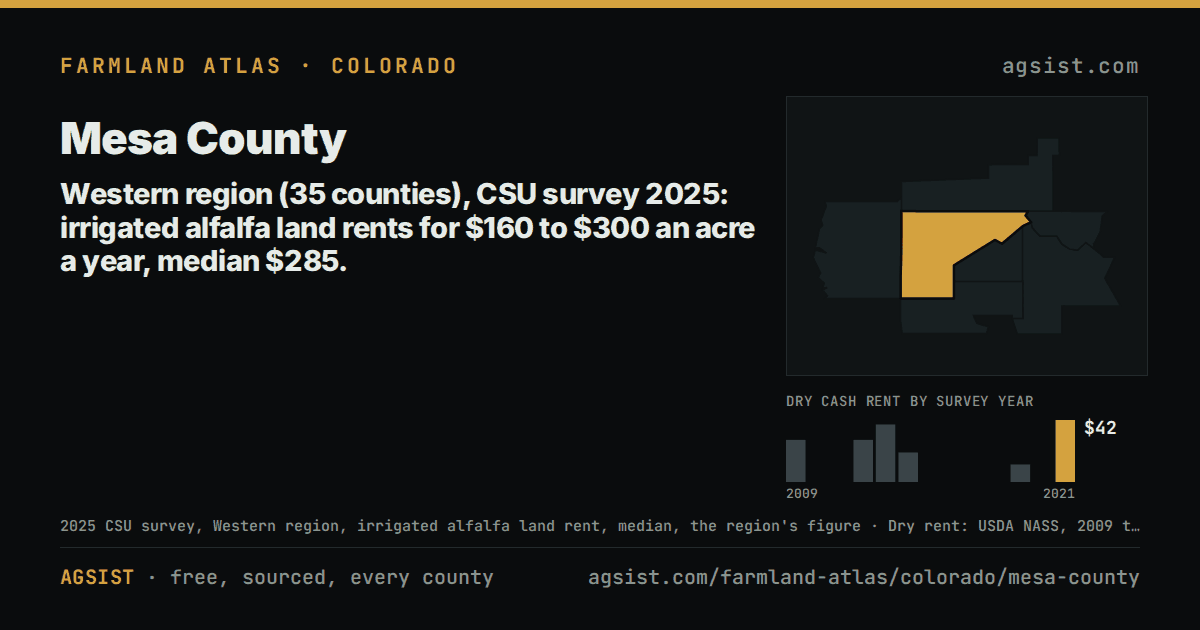 FARMLAND ATLAS · COLORADO
agsist.com
Mesa County
Western region (35 counties), CSU survey 2025:
irrigated alfalfa land rents for $160 to $300 an acre
a year, median $285.
DRY CASH RENT BY SURVEY YEAR
$42
2009
2021
2025 CSU survey, Western region, irrigated alfalfa land rent, median, the region's figure · Dry rent: USDA NASS, 2009 t…
AGSIST · free, sourced, every county
agsist.com/farmland-atlas/colorado/mesa-county